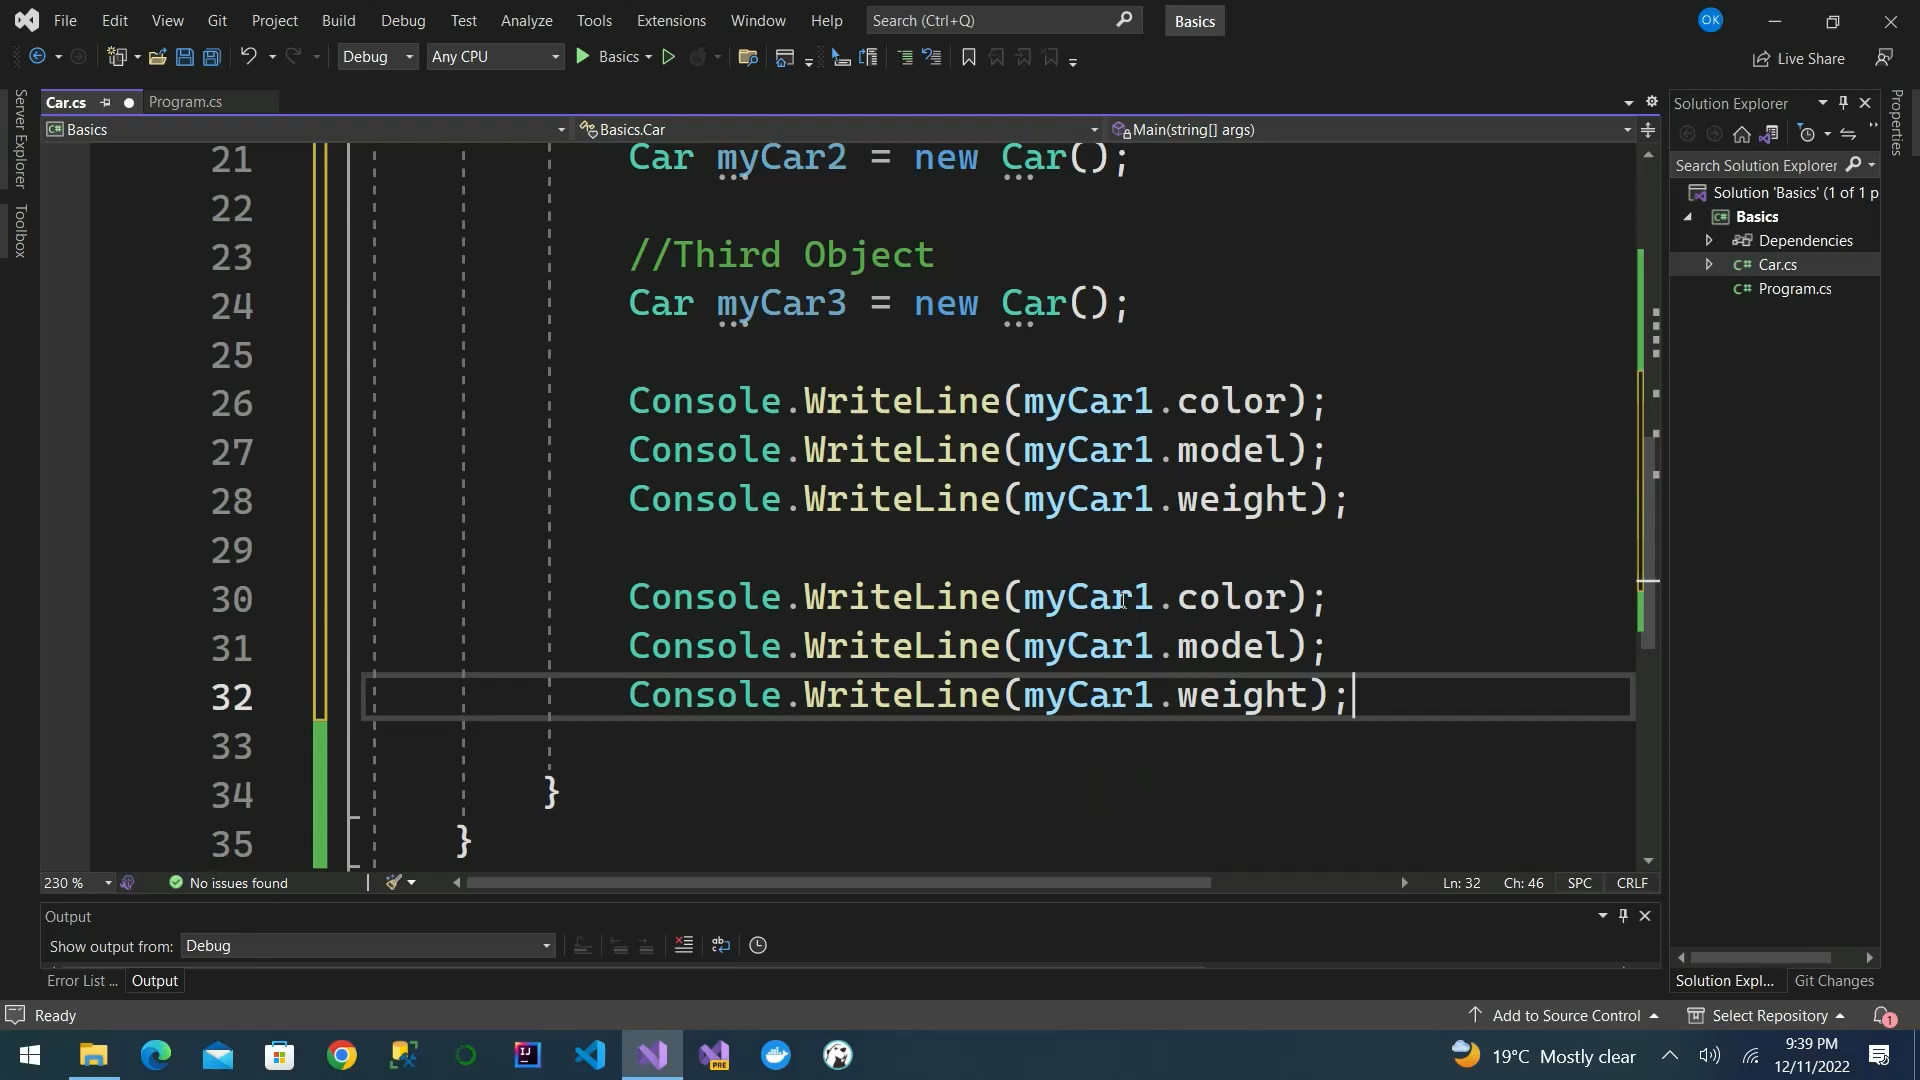 File Edit View Git Project Build Debug Test Analyze Tools Extensions Window Help Search (Ctrl+Q) Basics OK
Debug Any CPU Basics Live Share
Car.cs Program.cs
Basics Basics.Car Main(string[] args)
Server Explorer
Toolbox
21 Car myCar2 = new Car();
22
23 //Third Object
24 Car myCar3 = new Car();
25
26 Console.WriteLine(myCar1.color);
27 Console.WriteLine(myCar1.model);
28 Console.WriteLine(myCar1.weight);
29
30 Console.WriteLine(myCar1.color);
31 Console.WriteLine(myCar1.model);
32 Console.WriteLine(myCar1.weight);
33
34 }
35 }
230 % No issues found Ln: 32 Ch: 46 SPC CRLF
Output
Show output from: Debug
Error List ... Output
Solution Explorer
Search Solution Explorer
Solution 'Basics' (1 of 1 p
C# Basics
Dependencies
C# Car.cs
C# Program.cs
Solution Expl... Git Changes
Properties
Ready Add to Source Control Select Repository 1
19°C Mostly clear
9:39 PM
12/11/2022